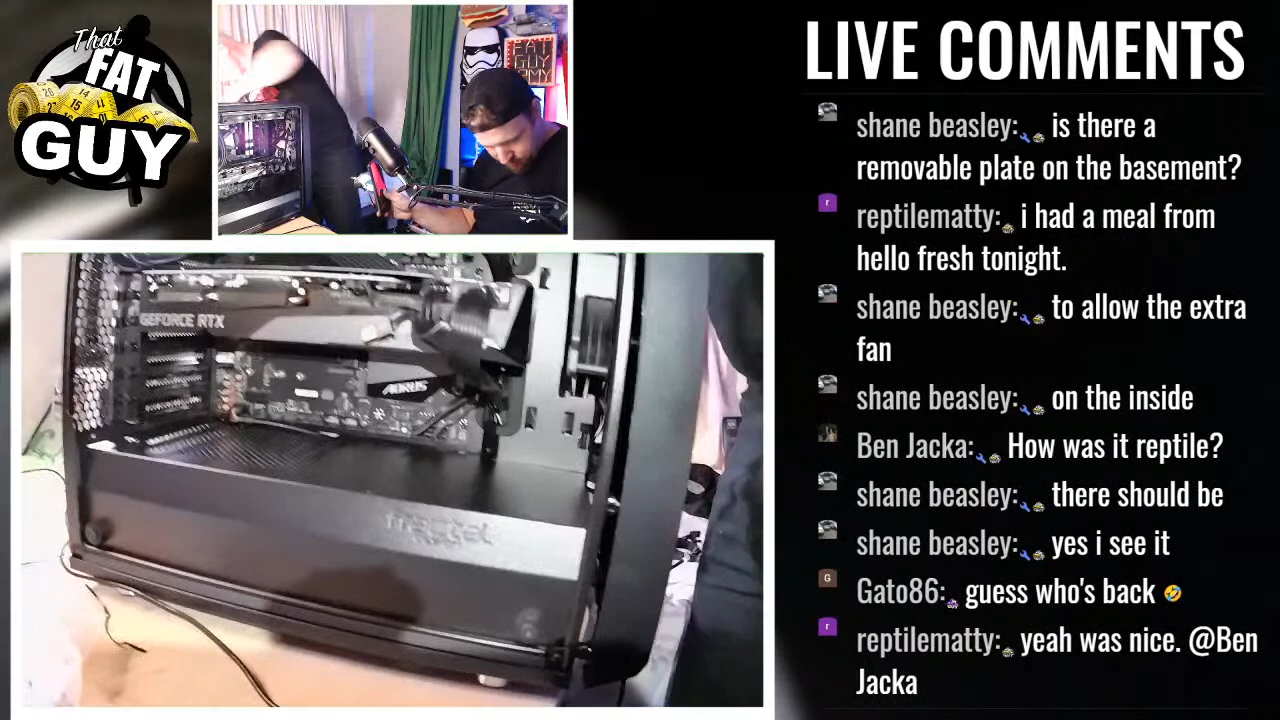 That
FAT
GUY
FAT
GUY
LIVE COMMENTS
shane beasley: is there a
removable plate on the basement?
reptilematty: i had a meal from
hello fresh tonight.
shane beasley: to allow the extra
fan
shane beasley: on the inside
Ben Jacka: How was it reptile?
shane beasley: there should be
shane beasley: yes i see it
Gato86: guess who's back 🤣
reptilematty: yeah was nice. @Ben
Jacka
GEFORCE RTX
AORUS
fractal